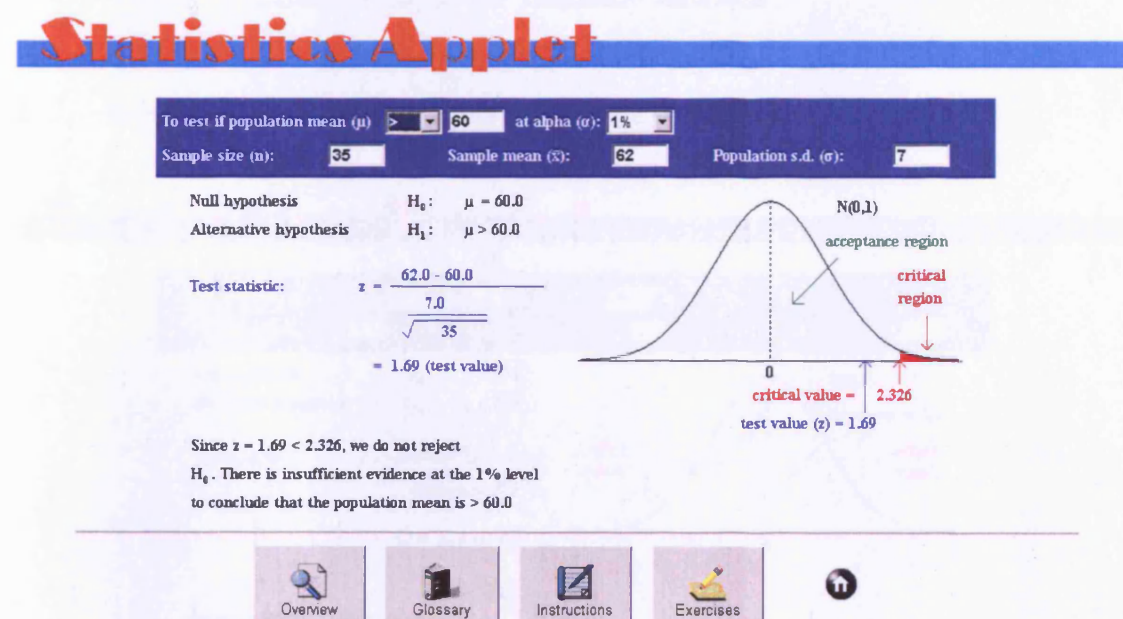 Statistics Applet
To test if population mean (μ) > 60 at alpha (α): 1%
Sample size (n): 35 Sample mean (x̄): 62 Population s.d. (σ): 7
Null hypothesis H₀: μ = 60.0
Alternative hypothesis H₁: μ > 60.0
Test statistic: z = 62.0 - 60.0
7.0
√ 35
= 1.69 (test value)
N(0,1)
acceptance region
critical
region
0
critical value = 2.326
test value (z) = 1.69
Since z = 1.69 < 2.326, we do not reject
H₀. There is insufficient evidence at the 1% level
to conclude that the population mean is > 60.0
Overview Glossary Instructions Exercises